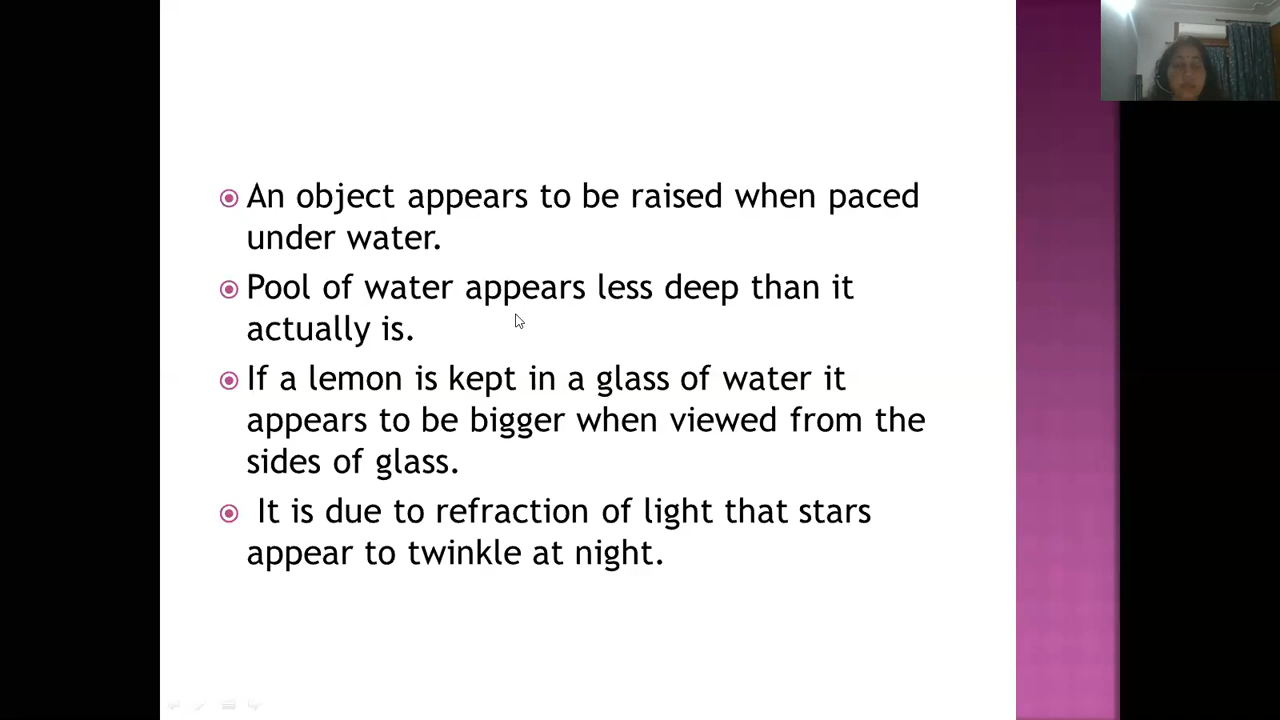 An object appears to be raised when paced
under water.
Pool of water appears less deep than it
actually is.
If a lemon is kept in a glass of water it
appears to be bigger when viewed from the
sides of glass.
It is due to refraction of light that stars
appear to twinkle at night.